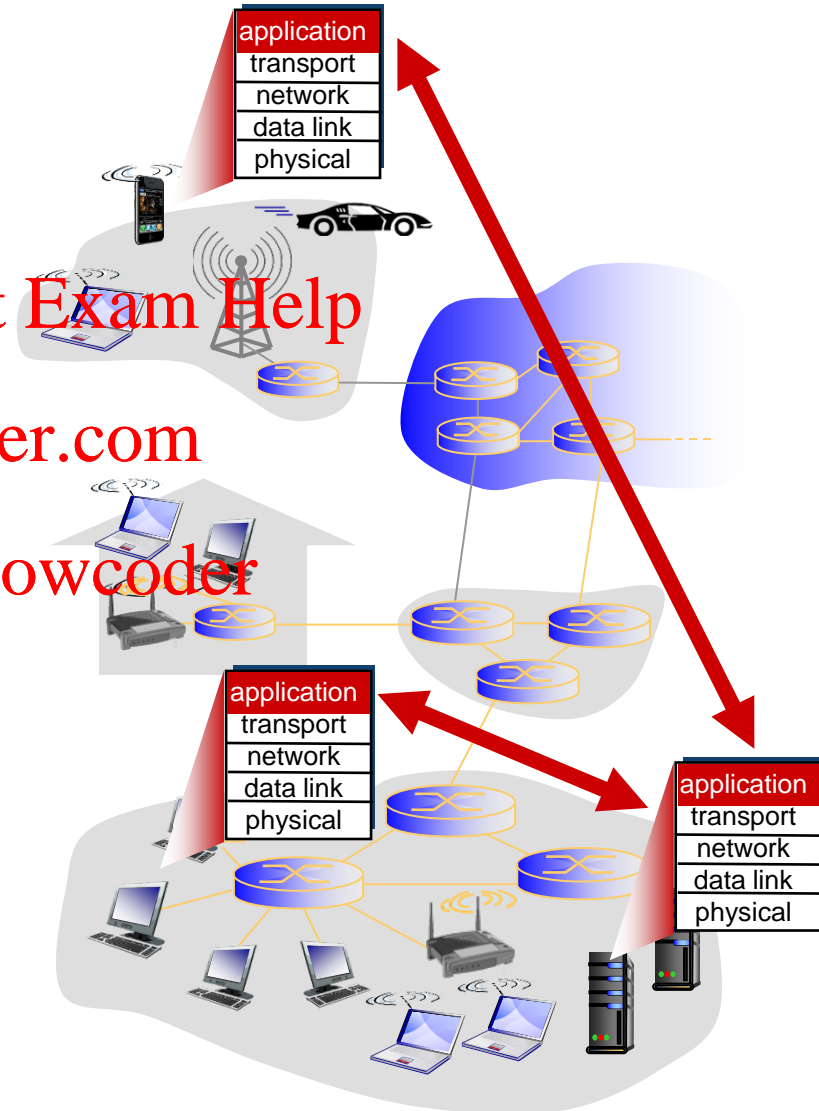 application
transport
network
data link
physical
t Exam Help
er.com
owcoder
application
transport
network
data link
physical
application
transport
network
data link
physical